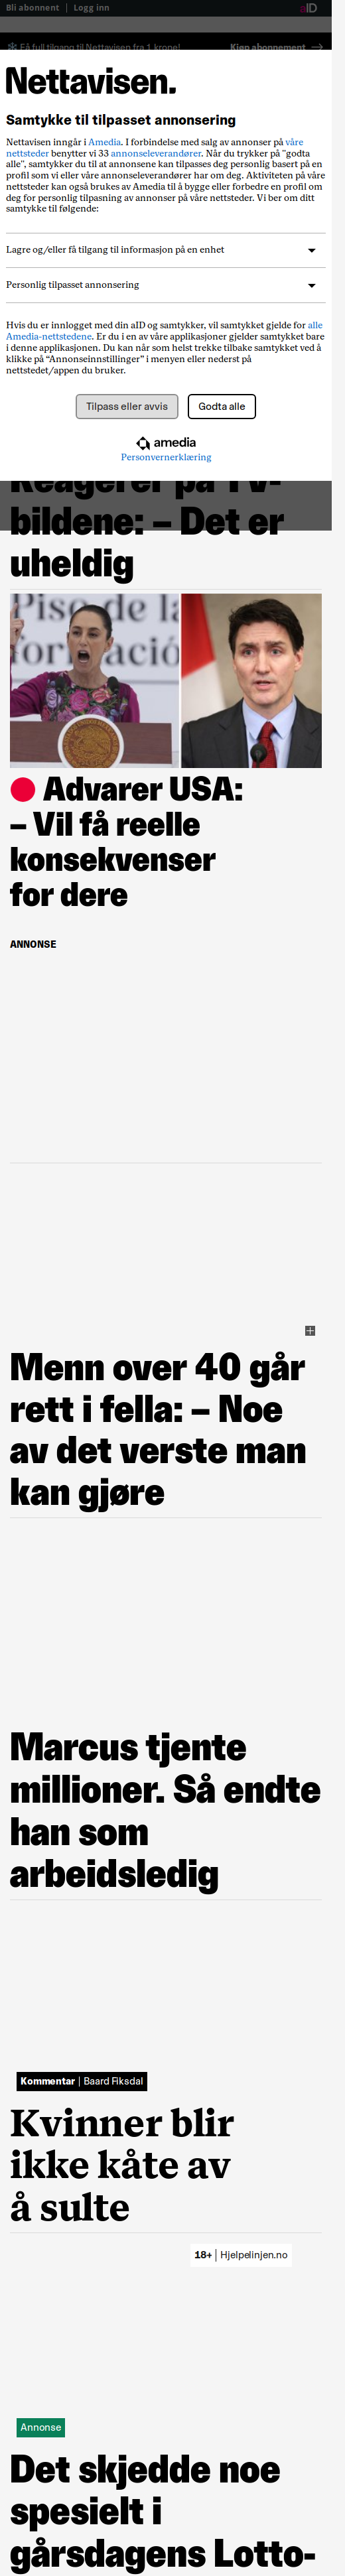 Bli abonnent | Logg inn
aID
Få full tilgang til Nettavisen fra 1 krone!
Kjøp abonnement
Nettavisen.
Samtykke til tilpasset annonsering
Nettavisen inngår i Amedia. I forbindelse med salg av annonser på våre
nettsteder benytter vi 33 annonseleverandører. Når du trykker på "godta
alle", samtykker du til at annonsene kan tilpasses deg personlig basert på en
profil som vi eller våre annonseleverandører har om deg. Aktiviteten på våre
nettsteder kan også brukes av Amedia til å bygge eller forbedre en profil om
deg for personlig tilpasning av annonser på våre nettsteder. Vi ber om ditt
samtykke til følgende:
Lagre og/eller få tilgang til informasjon på en enhet
Personlig tilpasset annonsering
Hvis du er innlogget med din aID og samtykker, vil samtykket gjelde for alle
Amedia-nettstedene. Er du i en av våre applikasjoner gjelder samtykket bare
i denne applikasjonen. Du kan når som helst trekke tilbake samtykket ved å
klikke på “Annonseinnstillinger” i menyen eller nederst på
nettstedet/appen du bruker.
Tilpass eller avvis
Godta alle
amedia
Personvernerklæring
Reagerer på TV-
bildene: – Det er
uheldig
Piso de la
formació
Advarer USA:
– Vil få reelle
konsekvenser
for dere
ANNONSE
Menn over 40 går
rett i fella: – Noe
av det verste man
kan gjøre
Marcus tjente
millioner. Så endte
han som
arbeidsledig
Kommentar | Baard Fiksdal
Kvinner blir
ikke kåte av
å sulte
18+ | Hjelpelinjen.no
Annonse
Det skjedde noe
spesielt i
gårsdagens Lotto-